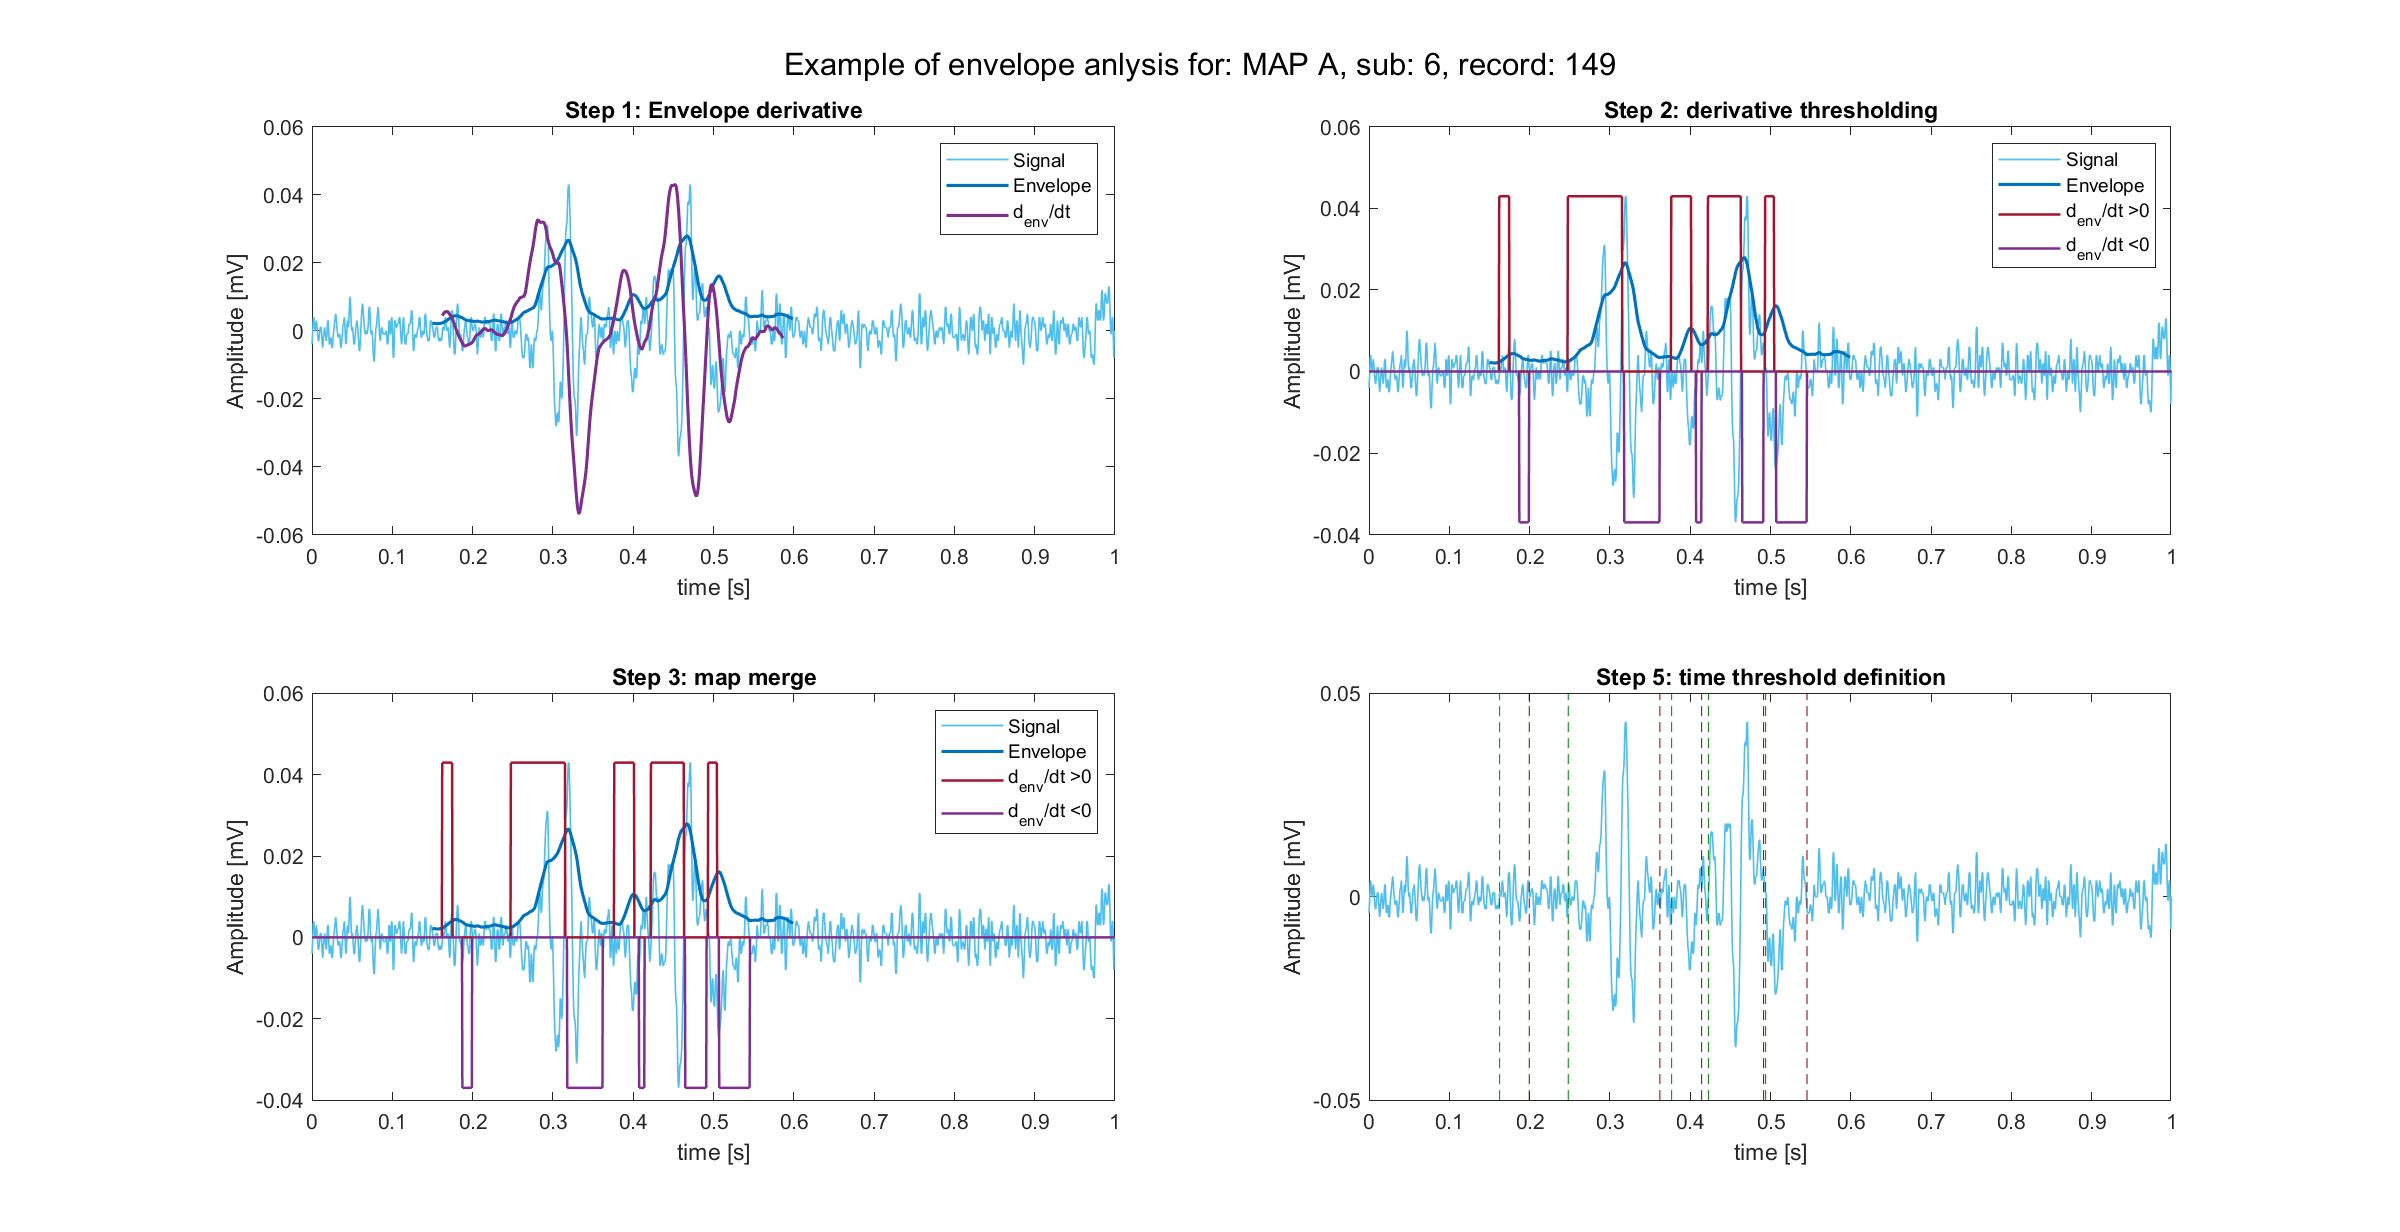 Example of envelope anlysis for: MAP A, sub: 6, record: 149
Step 1: Envelope derivative
0.06
0.04
0.02
0
-0.02
-0.04
-0.06
Amplitude [mV]
0 0.1 0.2 0.3 0.4 0.5 0.6 0.7 0.8 0.9 1
time [s]
Signal
Envelope
d_env/dt
Step 2: derivative thresholding
0.06
0.04
0.02
0
-0.02
-0.04
Amplitude [mV]
0 0.1 0.2 0.3 0.4 0.5 0.6 0.7 0.8 0.9 1
time [s]
Signal
Envelope
d_env/dt >0
d_env/dt <0
Step 3: map merge
0.06
0.04
0.02
0
-0.02
-0.04
Amplitude [mV]
0 0.1 0.2 0.3 0.4 0.5 0.6 0.7 0.8 0.9 1
time [s]
Signal
Envelope
d_env/dt >0
d_env/dt <0
Step 5: time threshold definition
0.05
0
-0.05
Amplitude [mV]
0 0.1 0.2 0.3 0.4 0.5 0.6 0.7 0.8 0.9 1
time [s]